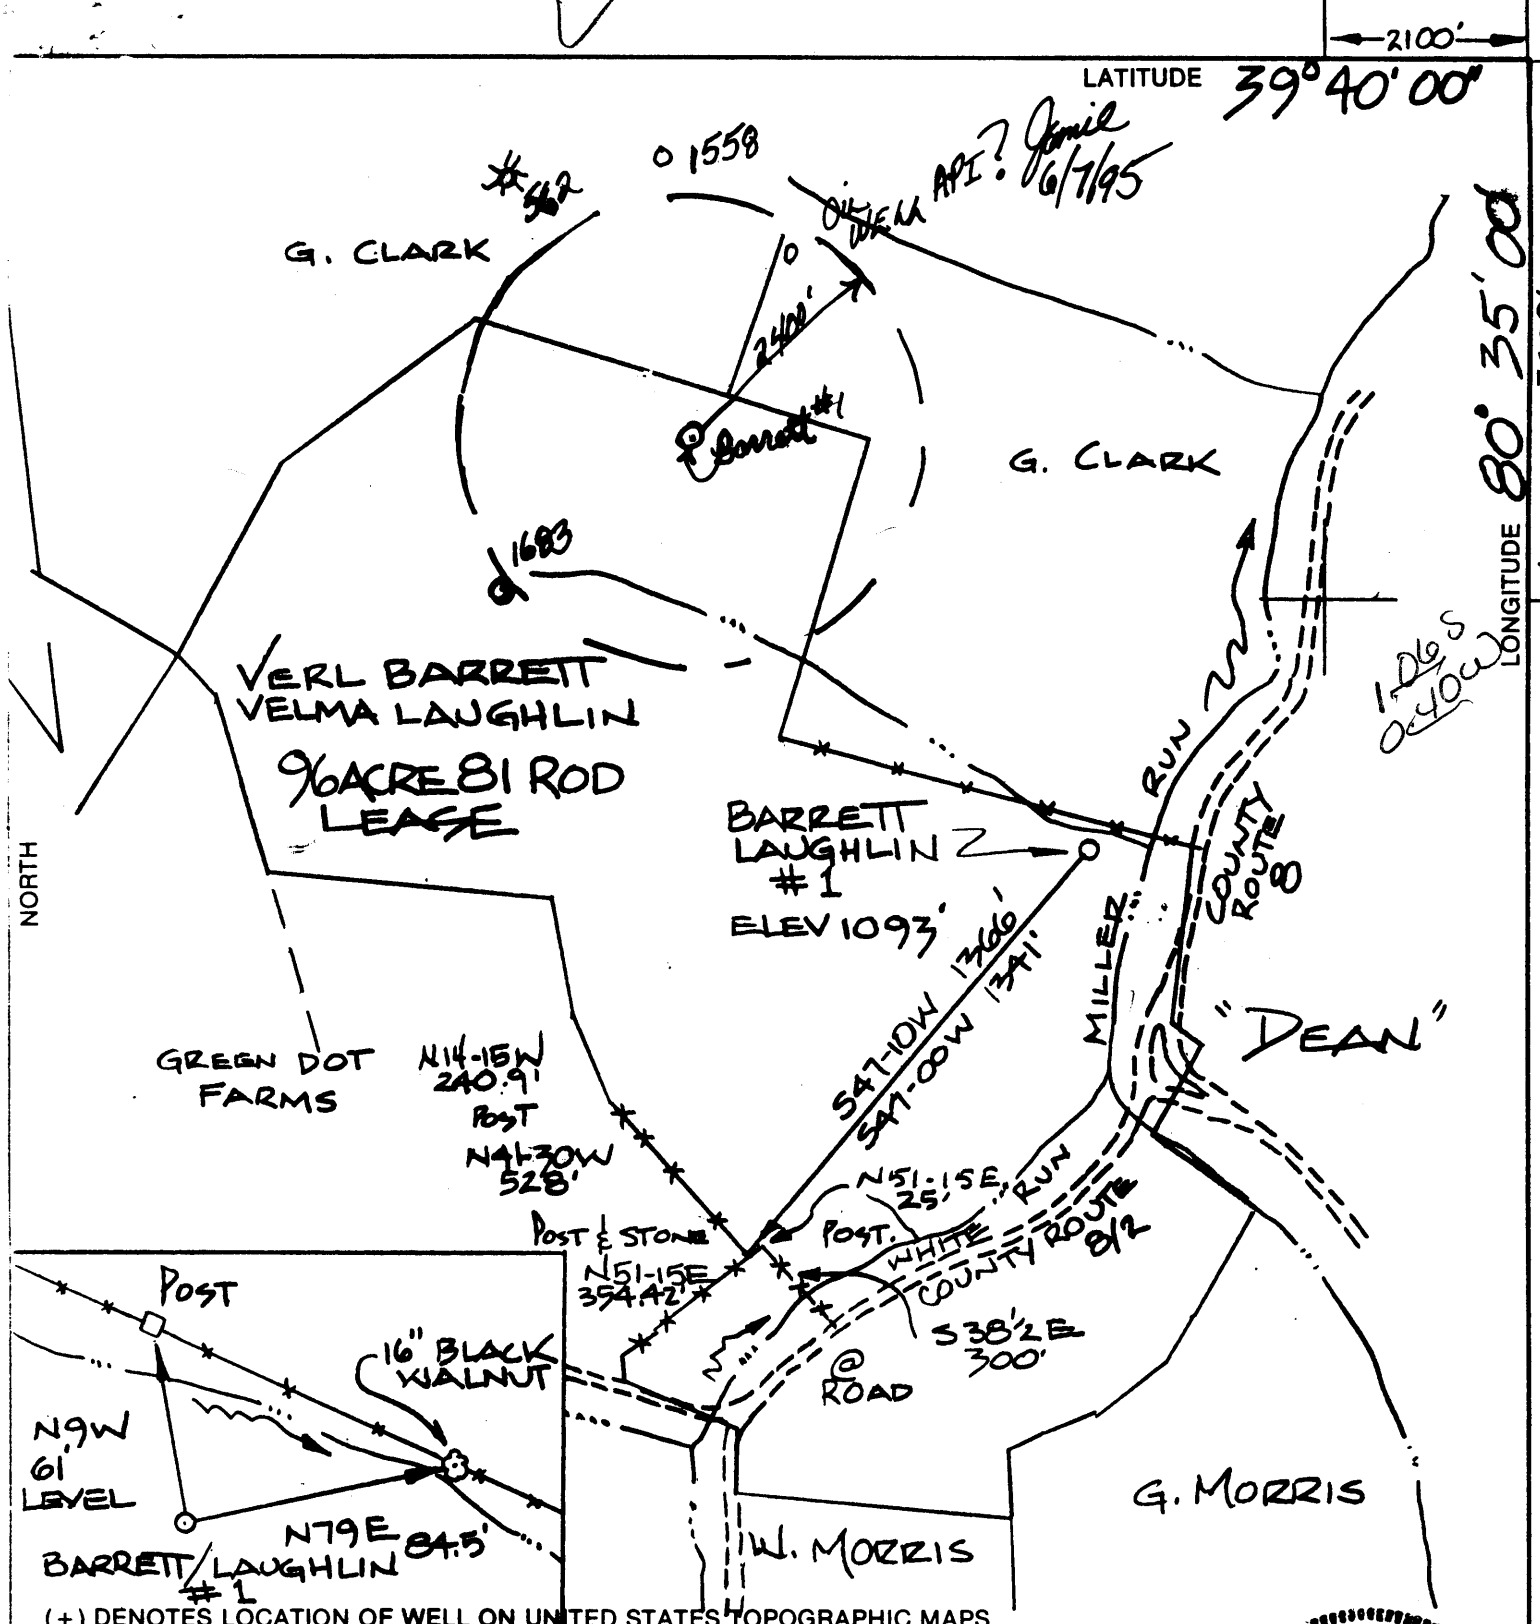 2100'
LATITUDE 39° 40' 00"
LONGITUDE 80° 35' 00
1558
562
OIL WELL API? Jamie
6/7/95
G. CLARK
2400'
Barrett #1
G. CLARK
1683
1.06 S
0.40 W
VERL BARRETT
VELMA LAUGHLIN
96 ACRE 81 ROD
LEASE
NORTH
BARRETT
LAUGHLIN
# 1
ELEV 1093'
MILLER RUN
COUNTY
ROUTE
8
"DEAN"
S47-10W 1366'
S47-00W 1341'
GREEN DOT
FARMS
N14-15W
240.9'
POST
N41-30W
528'
POST & STONE
N51-15E
354.42'
N51-15E
25'
POST.
WHITE RUN
COUNTY ROUTE
8/2
S38½E
300'
@
ROAD
POST
16" BLACK
WALNUT
N9W
61'
LEVEL
N79E 84.5'
BARRETT/LAUGHLIN
# 1
G. MORRIS
W. MORRIS
(+) DENOTES LOCATION OF WELL ON UNITED STATES TOPOGRAPHIC MAPS